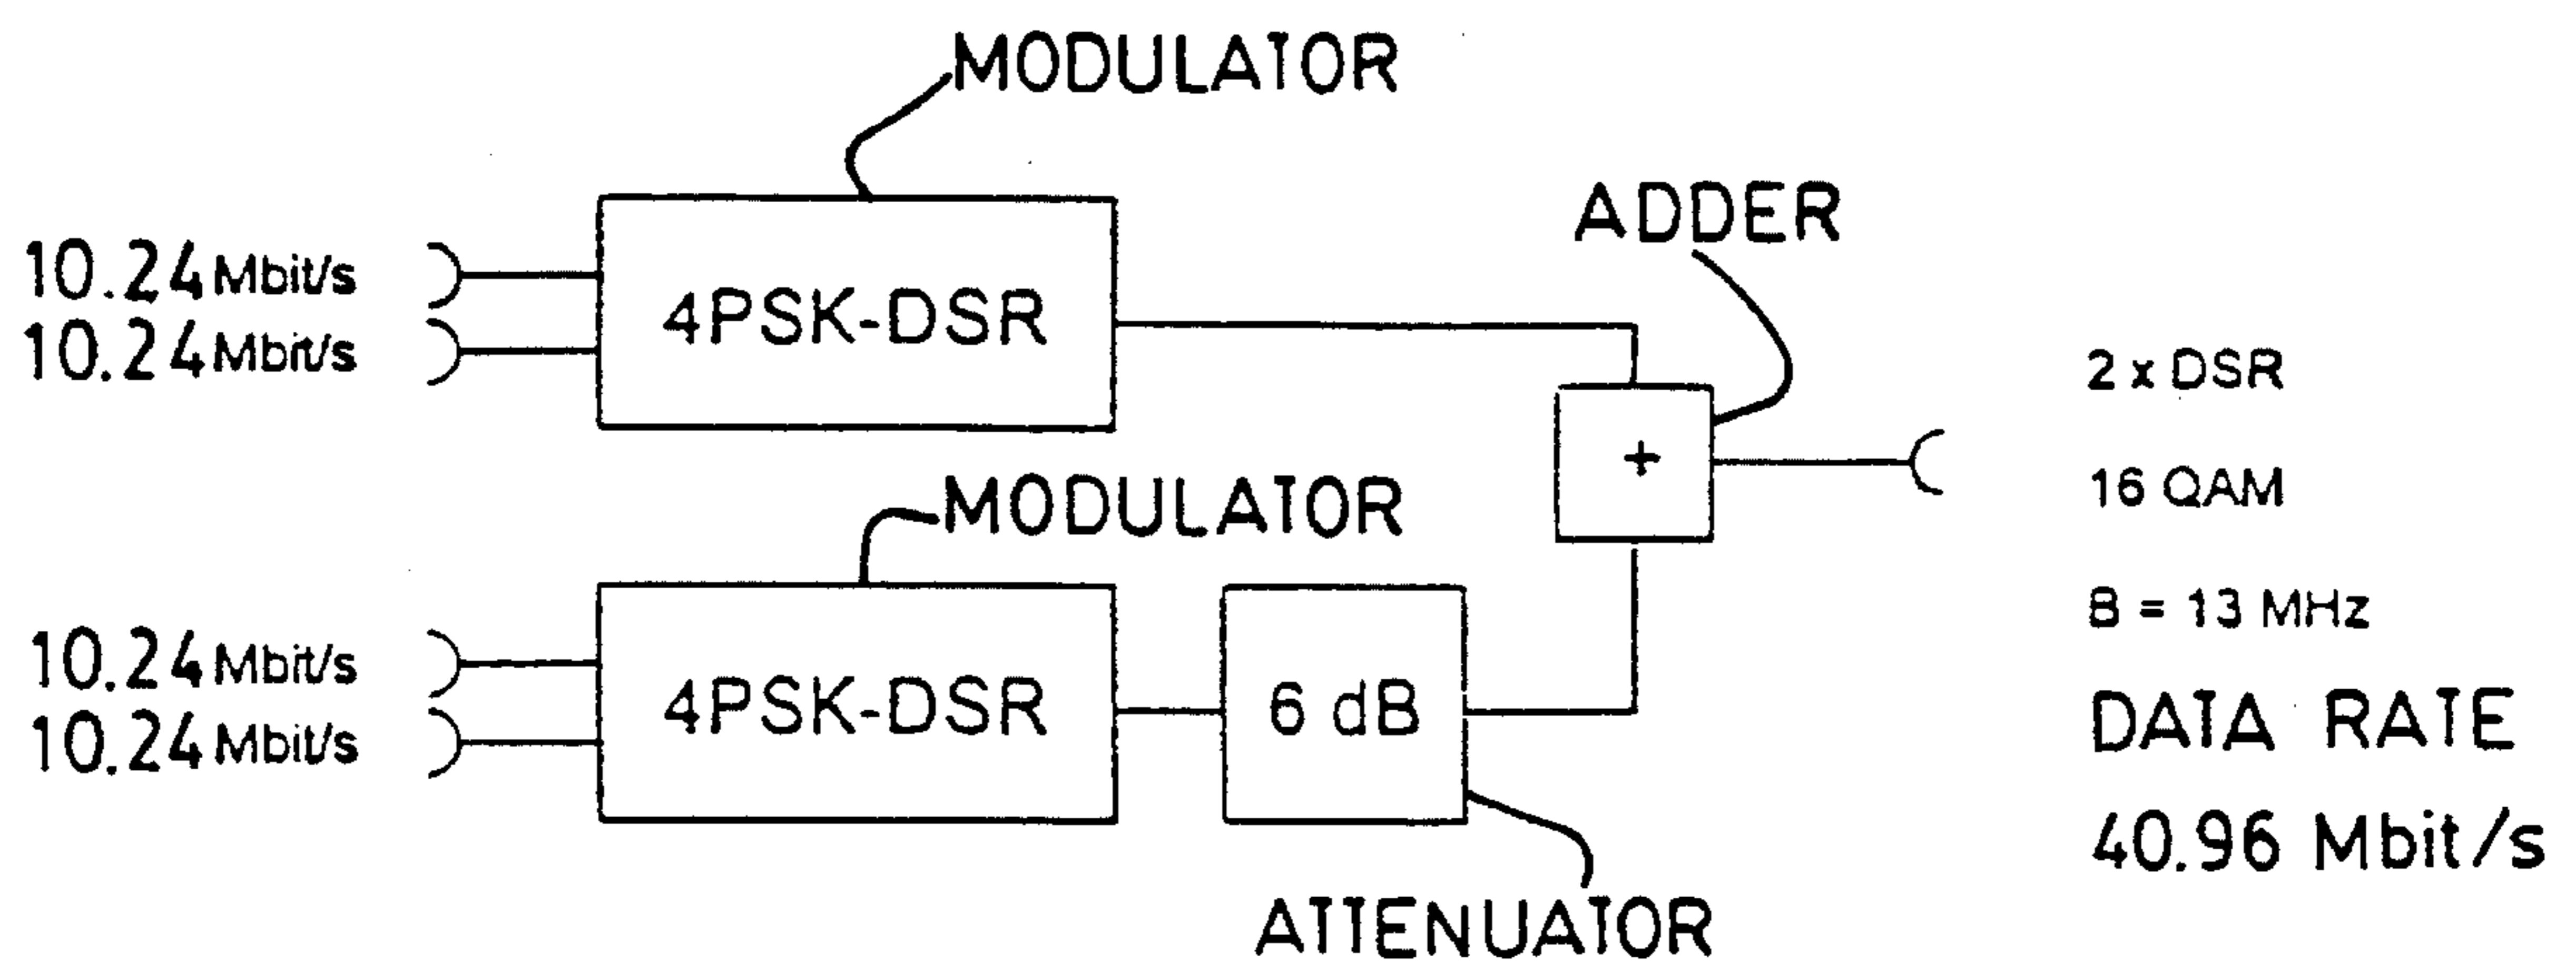 MODULATOR
ADDER
10.24 Mbit/s
10.24 Mbit/s
4PSK-DSR
+
2 x DSR
16 QAM
B = 13 MHz
DATA RATE
40.96 Mbit/s
MODULATOR
10.24 Mbit/s
10.24 Mbit/s
4PSK-DSR
6 dB
ATTENUATOR